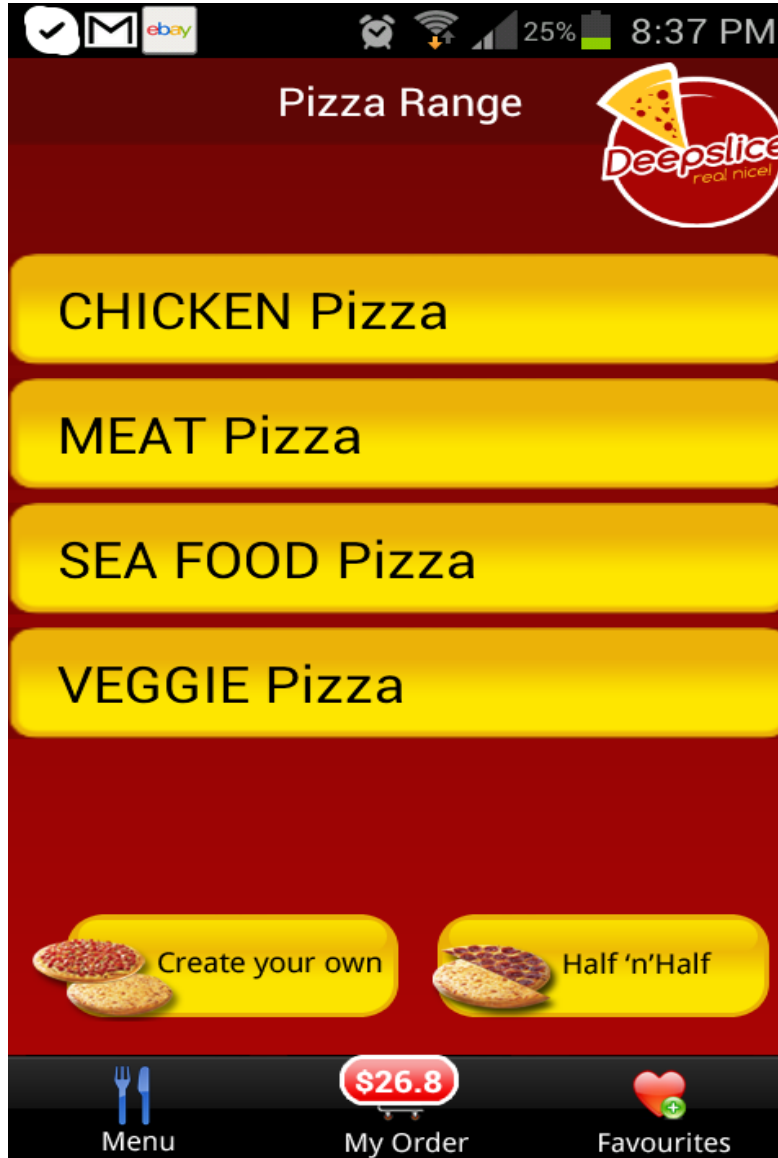 ebay
25%
8:37 PM
Pizza Range
Deepslice
real nice!
CHICKEN Pizza
MEAT Pizza
SEA FOOD Pizza
VEGGIE Pizza
Create your own
Half ‘n’Half
$26.8
Menu
My Order
Favourites